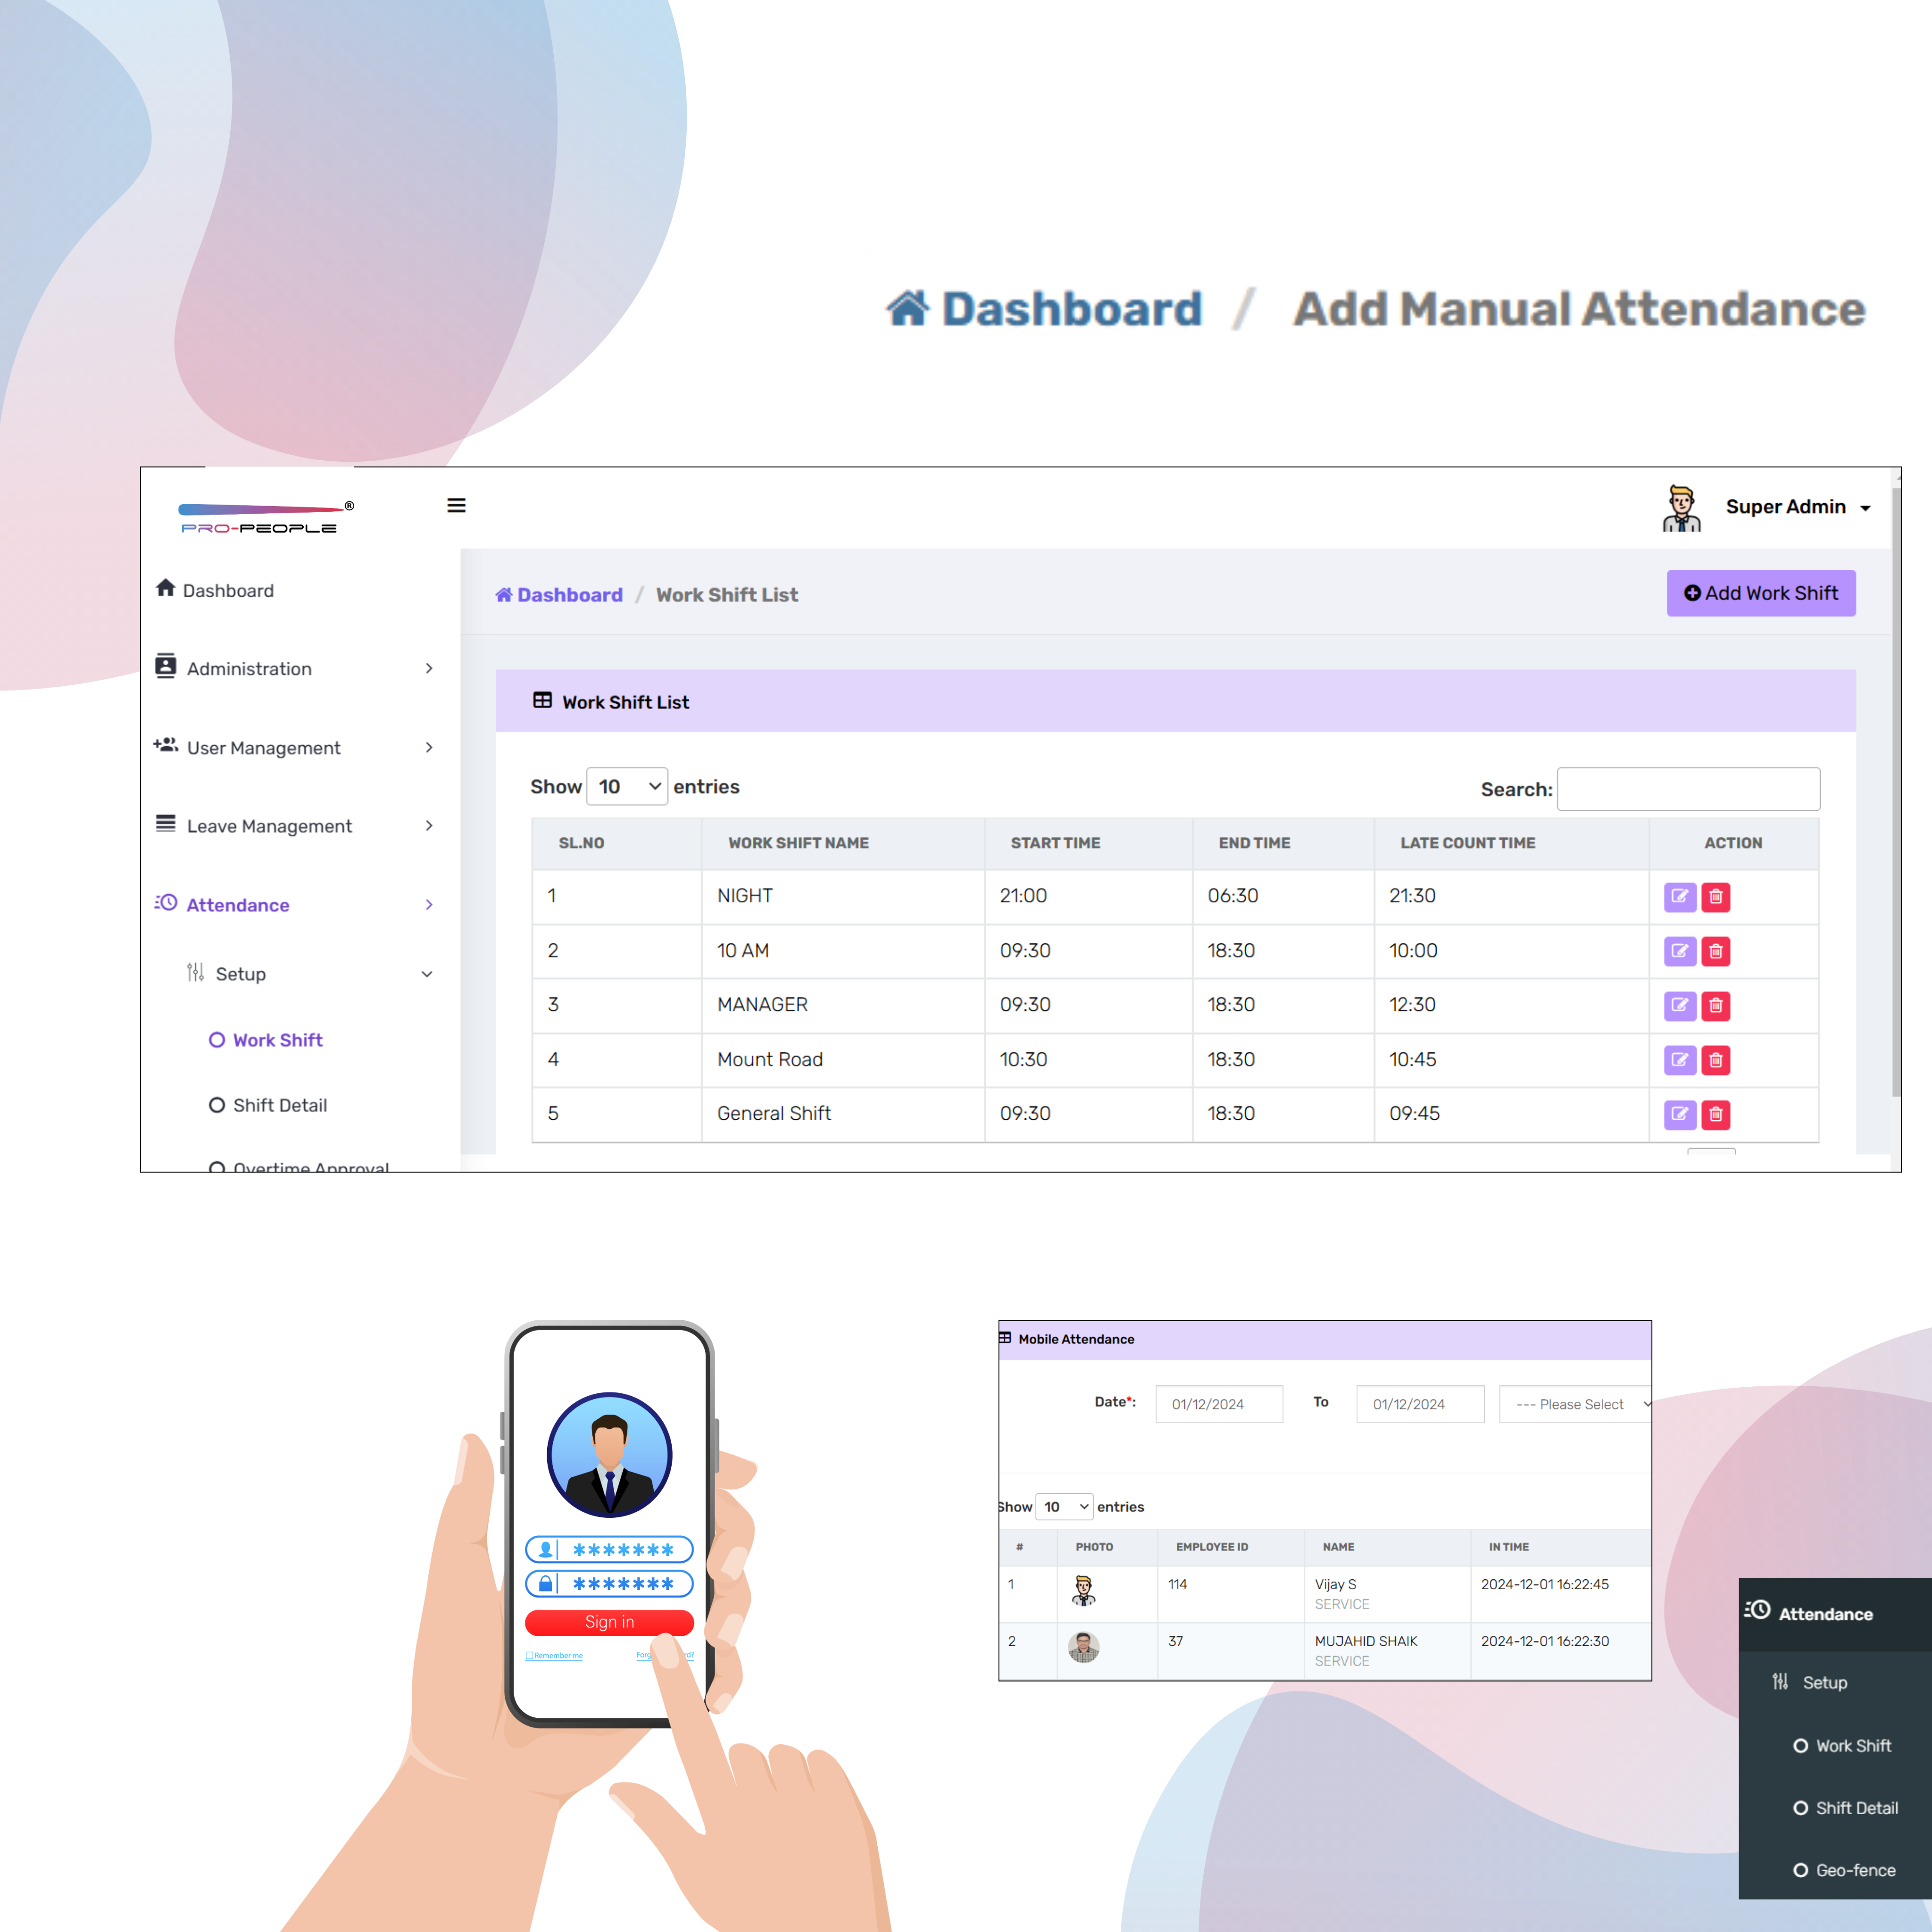 Dashboard / Add Manual Attendance
PRO-PEOPLE®
Super Admin
Dashboard
Dashboard / Work Shift List
Add Work Shift
Administration
User Management
Leave Management
Attendance
Setup
Work Shift
Shift Detail
Overtime Approval
Work Shift List
Show 10 entries
Search:
SL.NO WORK SHIFT NAME START TIME END TIME LATE COUNT TIME ACTION
1 NIGHT 21:00 06:30 21:30
2 10 AM 09:30 18:30 10:00
3 MANAGER 09:30 18:30 12:30
4 Mount Road 10:30 18:30 10:45
5 General Shift 09:30 18:30 09:45
*******
*******
Sign in
Remember me
Mobile Attendance
Date*: 01/12/2024 To 01/12/2024 --- Please Select
Show 10 entries
# PHOTO EMPLOYEE ID NAME IN TIME
1 114 Vijay S 2024-12-01 16:22:45
SERVICE
2 37 MUJAHID SHAIK 2024-12-01 16:22:30
SERVICE
Attendance
Setup
Work Shift
Shift Detail
Geo-fence